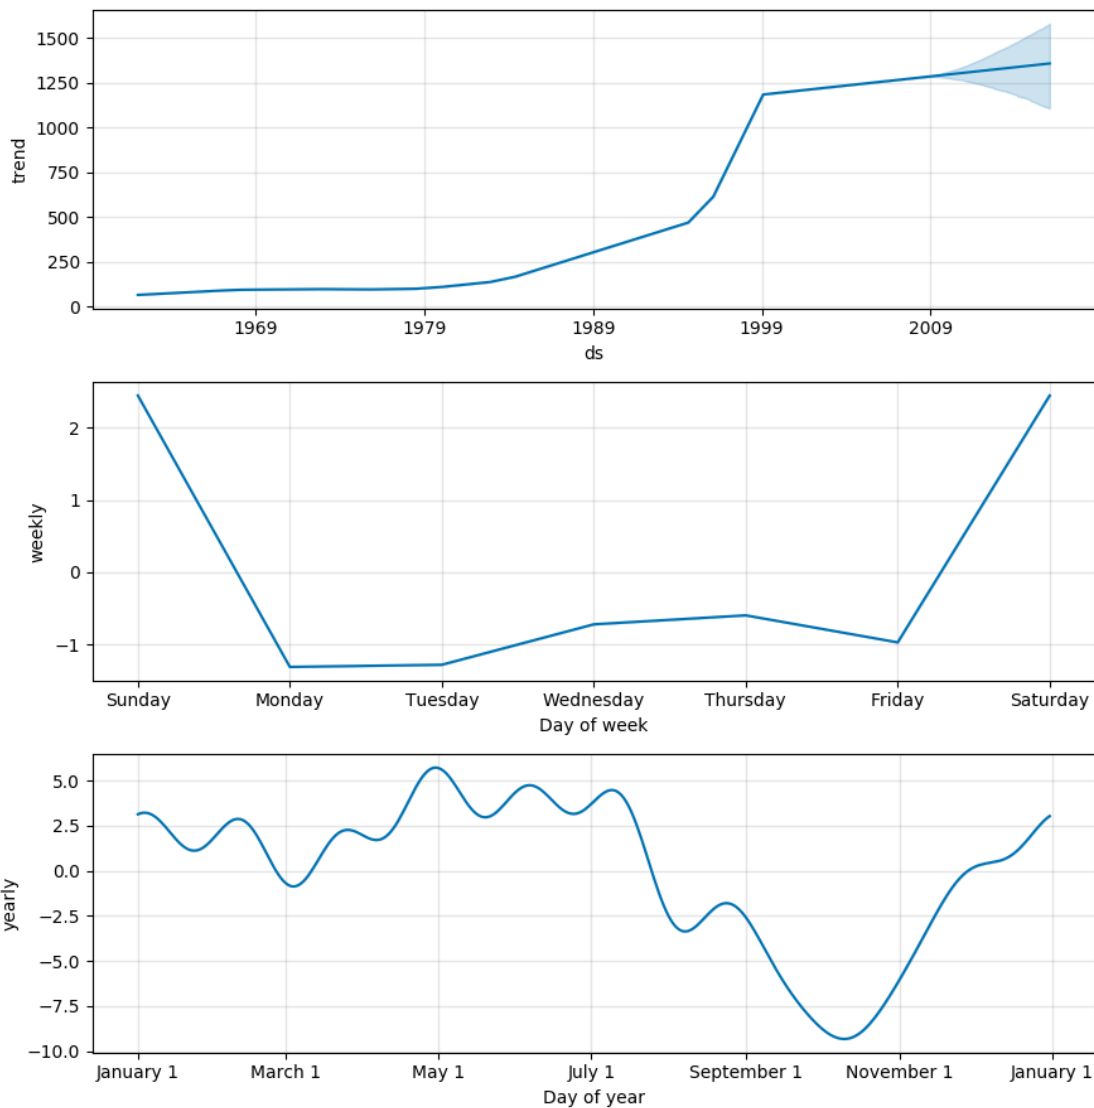 1500
1250
1000
750
500
250
0
trend
1969 1979 1989 1999 2009
ds
2
1
0
−1
weekly
Sunday Monday Tuesday Wednesday Thursday Friday Saturday
Day of week
5.0
2.5
0.0
−2.5
−5.0
−7.5
−10.0
yearly
January 1 March 1 May 1 July 1 September 1 November 1 January 1
Day of year